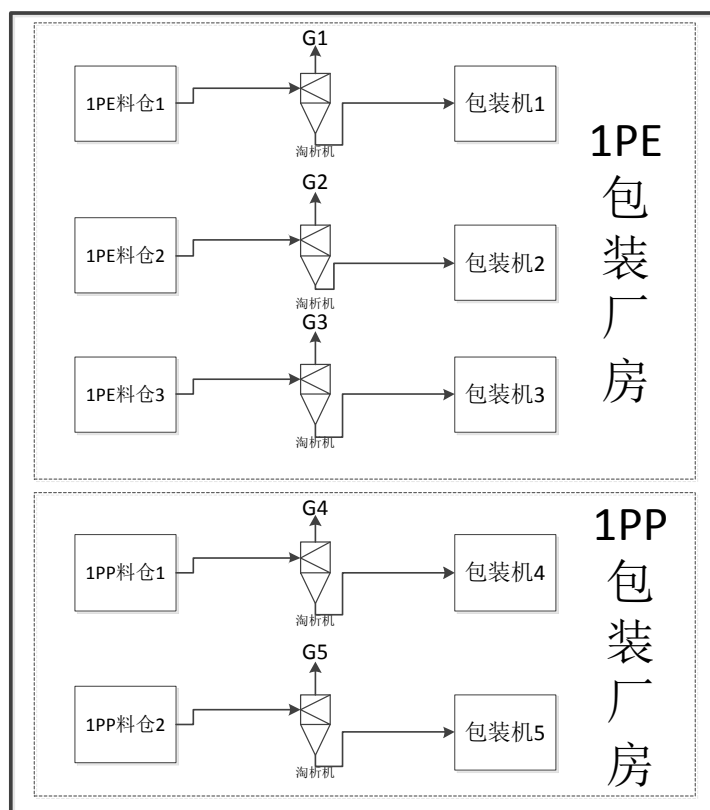 G1
1PE料仓1
包装机1
淘析机
G2
1PE料仓2
包装机2
淘析机
G3
1PE料仓3
包装机3
淘析机
1PE
包
装
厂
房
G4
1PP料仓1
包装机4
淘析机
G5
1PP料仓2
包装机5
淘析机
1PP
包
装
厂
房